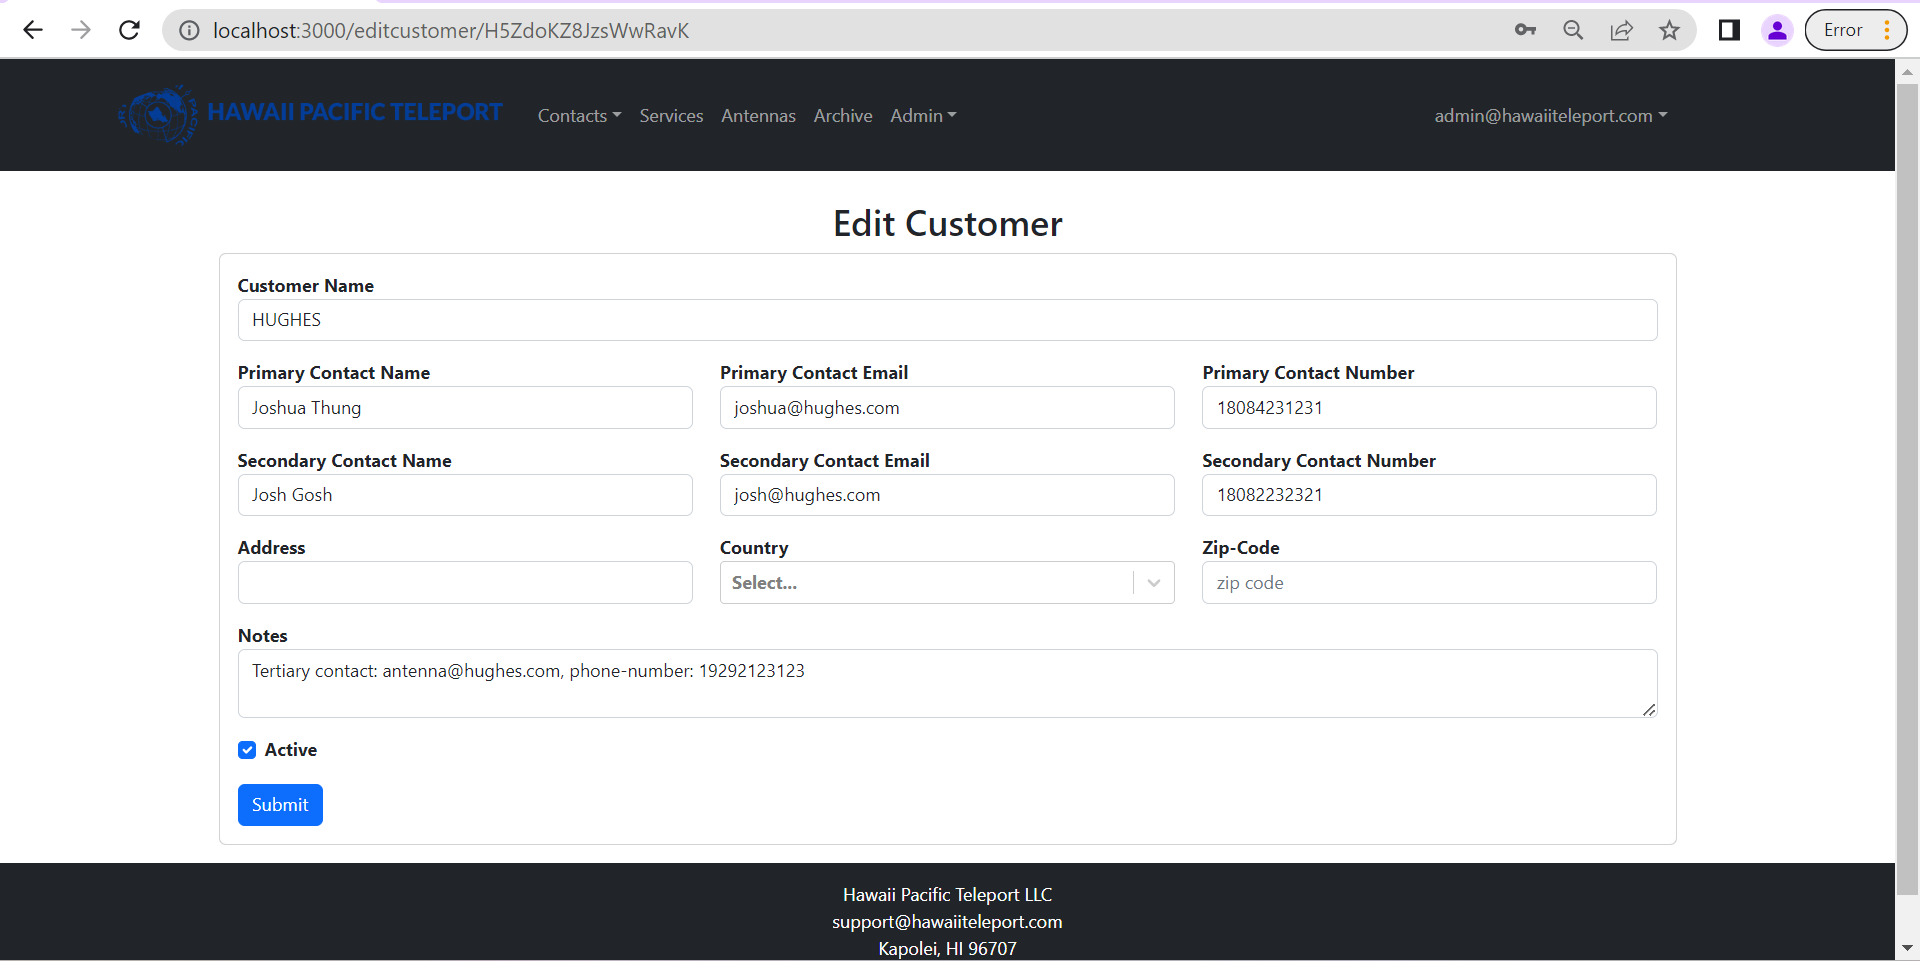 localhost:3000/editcustomer/H5ZdoKZ8JzsWwRavK
Error
HAWAII PACIFIC TELEPORT
Contacts
Services
Antennas
Archive
Admin
admin@hawaiiteleport.com
Edit Customer
Customer Name
HUGHES
Primary Contact Name
Primary Contact Email
Primary Contact Number
Joshua Thung
joshua@hughes.com
18084231231
Secondary Contact Name
Secondary Contact Email
Secondary Contact Number
Josh Gosh
josh@hughes.com
18082232321
Address
Country
Zip-Code
Select...
zip code
Notes
Tertiary contact: antenna@hughes.com, phone-number: 19292123123
Active
Submit
Hawaii Pacific Teleport LLC
support@hawaiiteleport.com
Kapolei, HI 96707